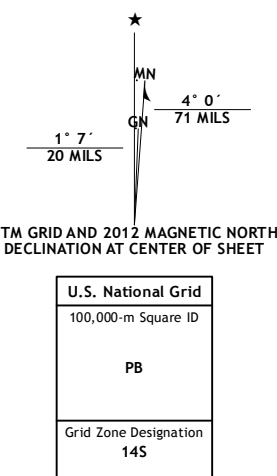 ★
MN
4° 0´
71 MILS
GN
1° 7´
20 MILS
TM GRID AND 2012 MAGNETIC NORTH
DECLINATION AT CENTER OF SHEET
U.S. National Grid
100,000-m Square ID
PB
Grid Zone Designation
14S